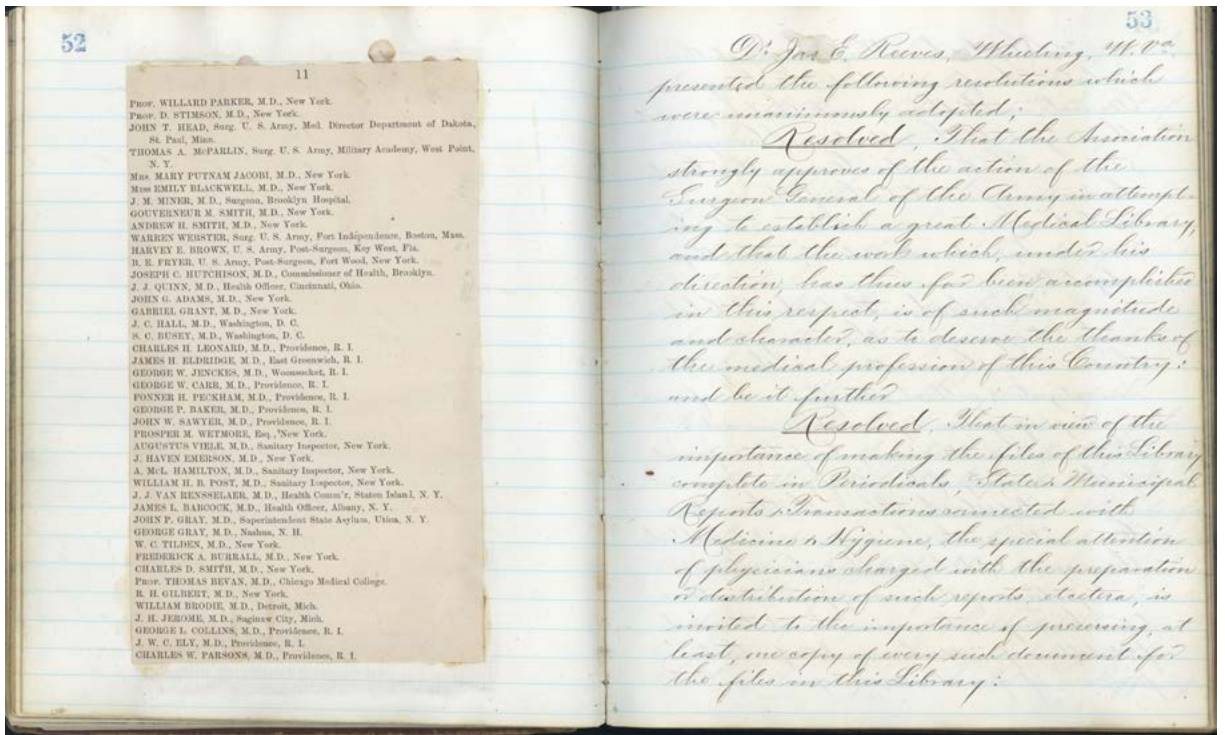 52
11
PROF. WILLARD PARKER, M.D., New York.
PROF. D. STIMSON, M.D., New York.
JOHN T. HEAD, Surg. U. S. Army, Med. Director Department of Dakota,
St. Paul, Minn.
THOMAS A. McPARLIN, Surg. U. S. Army, Military Academy, West Point,
N. Y.
MRS. MARY PUTNAM JACOBI, M.D., New York.
MISS EMILY BLACKWELL, M.D., New York.
J. M. MINER, M.D., Surgeon, Brooklyn Hospital.
GOUVERNEUR M. SMITH, M.D., New York.
ANDREW H. SMITH, M.D., New York.
WARREN WEBSTER, Surg. U. S. Army, Fort Independence, Boston, Mass.
HARVEY E. BROWN, U. S. Army, Post-Surgeon, Key West, Fla.
B. E. FRYER, U. S. Army, Post-Surgeon, Fort Wood, New York.
JOSEPH C. HUTCHISON, M.D., Commissioner of Health, Brooklyn.
J. J. QUINN, M.D., Health Officer, Cincinnati, Ohio.
JOHN G. ADAMS, M.D., New York.
GABRIEL GRANT, M.D., New York.
J. C. HALL, M.D., Washington, D. C.
S. C. BUSEY, M.D., Washington, D. C.
CHARLES H. LEONARD, M.D., Providence, R. I.
JAMES H. ELDRIDGE, M.D., East Greenwich, R. I.
GEORGE W. JENCKES, M.D., Woonsocket, R. I.
GEORGE W. CARR, M.D., Providence, R. I.
FONNER H. PECKHAM, M.D., Providence, R. I.
GEORGE P. BAKER, M.D., Providence, R. I.
JOHN W. SAWYER, M.D., Providence, R. I.
PROSPER M. WETMORE, Esq., New York.
AUGUSTUS VIELE, M.D., Sanitary Inspector, New York.
J. HAVEN EMERSON, M.D., New York.
A. McL. HAMILTON, M.D., Sanitary Inspector, New York.
WILLIAM H. B. POST, M.D., Sanitary Inspector, New York.
J. J. VAN RENSSELAER, M.D., Health Comm'r, Staten Island, N. Y.
JAMES L. BABCOCK, M.D., Health Officer, Albany, N. Y.
JOHN P. GRAY, M.D., Superintendent State Asylum, Utica, N. Y.
GEORGE GRAY, M.D., Nashua, N. H.
W. C. TILDEN, M.D., New York.
FREDERICK A. BURRALL, M.D., New York.
CHARLES D. SMITH, M.D., New York.
PROF. THOMAS BEVAN, M.D., Chicago Medical College.
R. H. GILBERT, M.D., New York.
WILLIAM BRODIE, M.D., Detroit, Mich.
J. H. JEROME, M.D., Saginaw City, Mich.
GEORGE L. COLLINS, M.D., Providence, R. I.
J. W. C. ELY, M.D., Providence, R. I.
CHARLES W. PARSONS, M.D., Providence, R. I.
53
Dr. Jas E. Reeves, Wheeling, W. Va
presented the following resolutions which
were unanimously adopted;
Resolved, That the Association
strongly approves of the action of the
Surgeon General of the Army in attempt-
ing to establish a great Medical Library,
and that the work which, under his
direction, has thus far been accomplished
in this respect, is of such magnitude
and character, as to deserve the thanks of
the medical profession of this Country:
and be it further
Resolved, That in view of the
importance of making the files of this Library
complete in Periodicals, State & Municipal
Reports & Transactions connected with
Medicine & Hygiene, the special attention
of physicians charged with the preparation
or distribution of such reports, etcetera, is
invited to the importance of preserving, at
least, one copy of every such document for
the files in this Library: